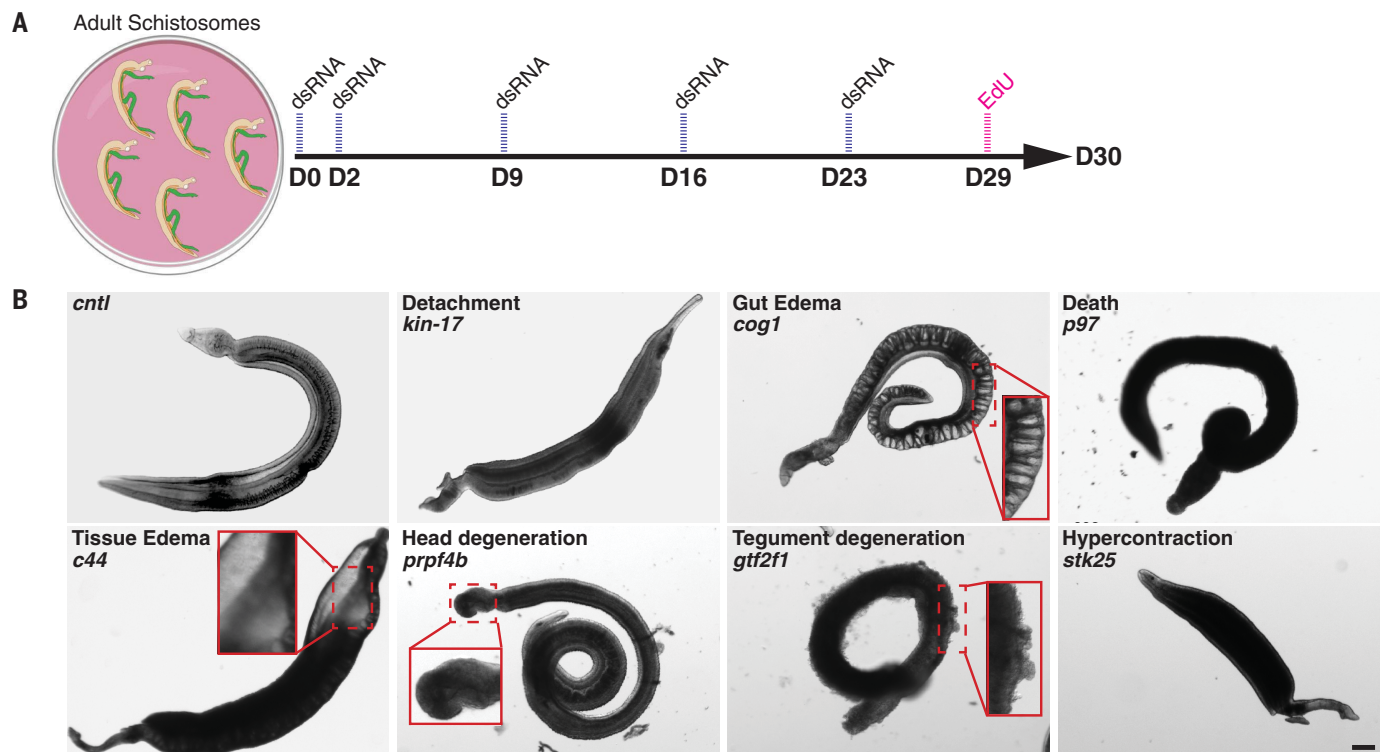 A
Adult Schistosomes
dsRNA
dsRNA
dsRNA
dsRNA
dsRNA
EdU
D0 D2 D9 D16 D23 D29 D30
B
cntl
Detachment
kin-17
Gut Edema
cog1
Death
p97
Tissue Edema
c44
Head degeneration
prpf4b
Tegument degeneration
gtf2f1
Hypercontraction
stk25